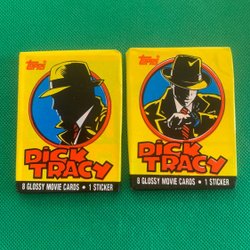 Topps
DICK
TRACY
8 GLOSSY MOVIE CARDS • 1 STICKER
Topps
DICK
TRACY
8 GLOSSY MOVIE CARDS • 1 STICKER